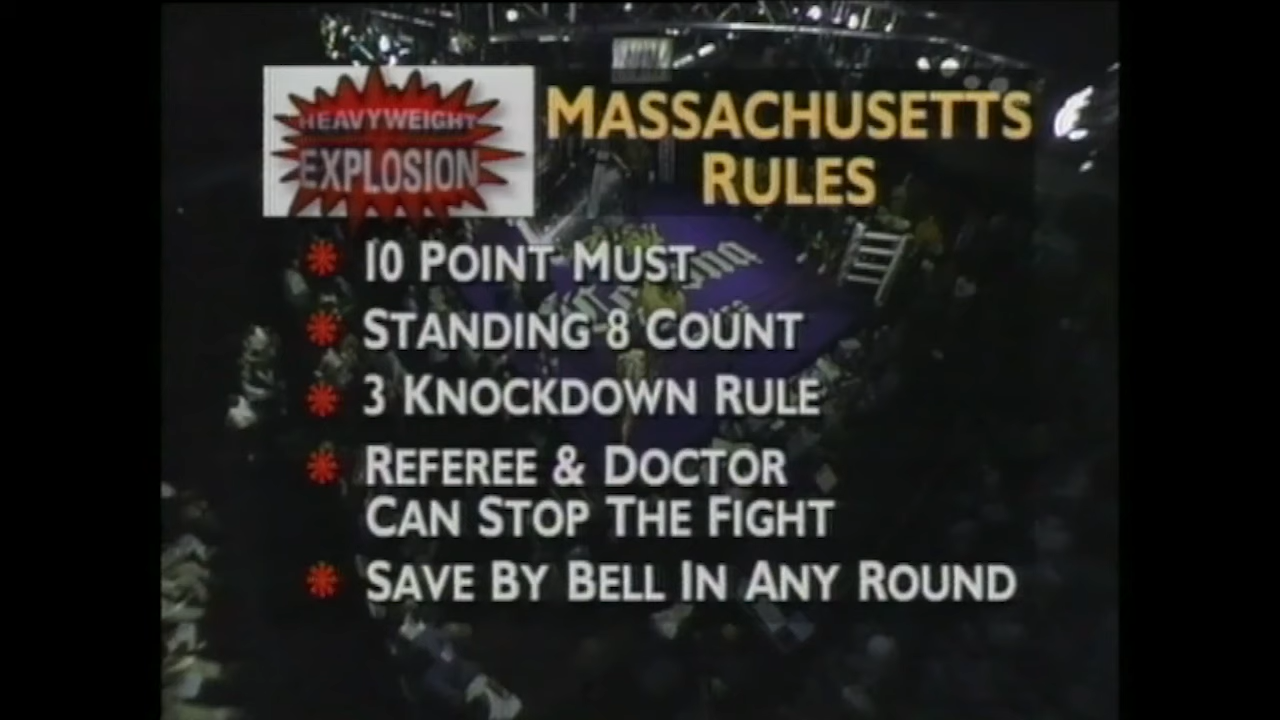 HEAVYWEIGHT
EXPLOSION
MASSACHUSETTS
RULES
10 POINT MUST
STANDING 8 COUNT
3 KNOCKDOWN RULE
REFEREE & DOCTOR
CAN STOP THE FIGHT
SAVE BY BELL IN ANY ROUND